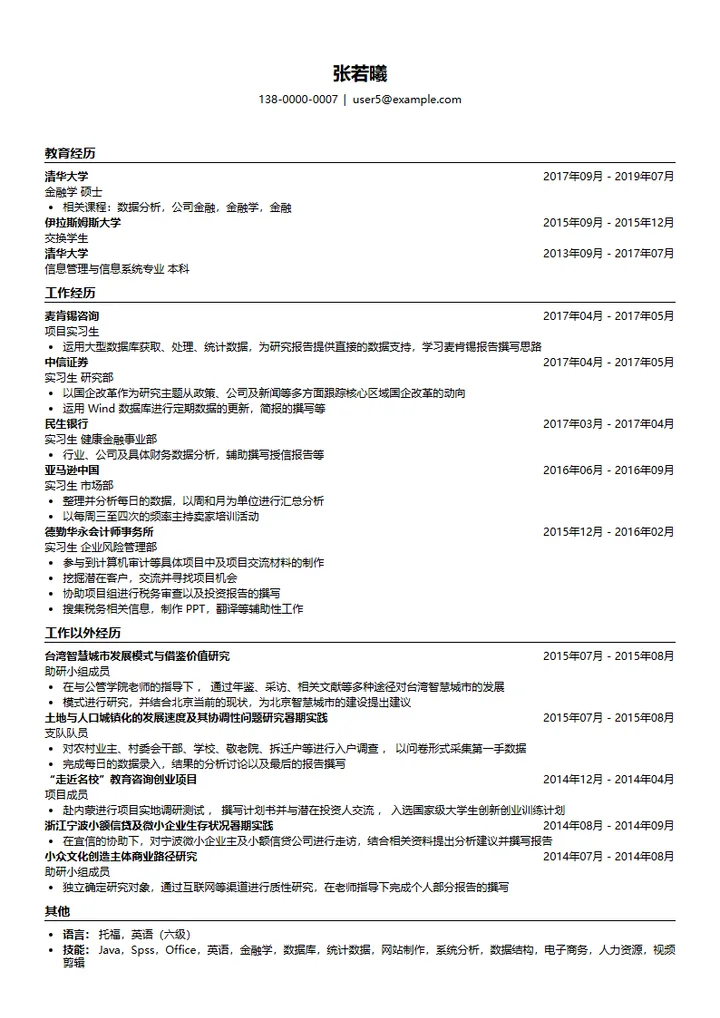 张若曦
138-0000-0007 | user5@example.com
教育经历
清华大学 2017年09月 - 2019年07月
金融学 硕士
• 相关课程：数据分析，公司金融，金融学，金融
伊拉斯姆斯大学 2015年09月 - 2015年12月
交换学生
清华大学 2013年09月 - 2017年07月
信息管理与信息系统专业 本科
工作经历
麦肯锡咨询 2017年04月 - 2017年05月
项目实习生
• 运用大型数据库获取、处理、统计数据，为研究报告提供直接的数据支持，学习麦肯锡报告撰写思路
中信证券 2017年04月 - 2017年05月
实习生 研究部
• 以国企改革作为研究主题从政策、公司及新闻等多方面跟踪核心区域国企改革的动向
• 运用 Wind 数据库进行定期数据的更新，简报的撰写等
民生银行 2017年03月 - 2017年04月
实习生 健康金融事业部
• 行业、公司及具体财务数据分析，辅助撰写授信报告等
亚马逊中国 2016年06月 - 2016年09月
实习生 市场部
• 整理并分析每日的数据，以周和月为单位进行汇总分析
• 以每周三至四次的频率主持卖家培训活动
德勤华永会计师事务所 2015年12月 - 2016年02月
实习生 企业风险管理部
• 参与到计算机审计等具体项目中及项目交流材料的制作
• 挖掘潜在客户，交流并寻找项目机会
• 协助项目组进行税务审查以及投资报告的撰写
• 搜集税务相关信息，制作 PPT，翻译等辅助性工作
工作以外经历
台湾智慧城市发展模式与借鉴价值研究 2015年07月 - 2015年08月
助研小组成员
• 在与公管学院老师的指导下 ，通过年鉴、采访、相关文献等多种途径对台湾智慧城市的发展
• 模式进行研究，并结合北京当前的现状，为北京智慧城市的建设提出建议
土地与人口城镇化的发展速度及其协调性问题研究暑期实践 2015年07月 - 2015年08月
支队队员
• 对农村业主、村委会干部、学校、敬老院、拆迁户等进行入户调查 ，以问卷形式采集第一手数据
• 完成每日的数据录入，结果的分析讨论以及最后的报告撰写
“走近名校”教育咨询创业项目 2014年12月 - 2014年04月
项目成员
• 赴内蒙进行项目实地调研测试 ，撰写计划书并与潜在投资人交流 ，入选国家级大学生创新创业训练计划
浙江宁波小额信贷及微小企业生存状况暑期实践 2014年08月 - 2014年09月
• 在宜信的协助下，对宁波微小企业主及小额信贷公司进行走访，结合相关资料提出分析建议并撰写报告
小众文化创造主体商业路径研究 2014年07月 - 2014年08月
助研小组成员
• 独立确定研究对象，通过互联网等渠道进行质性研究，在老师指导下完成个人部分报告的撰写
其他
• 语言： 托福，英语（六级）
• 技能： Java，Spss，Office，英语，金融学，数据库，统计数据，网站制作，系统分析，数据结构，电子商务，人力资源，视频
剪辑